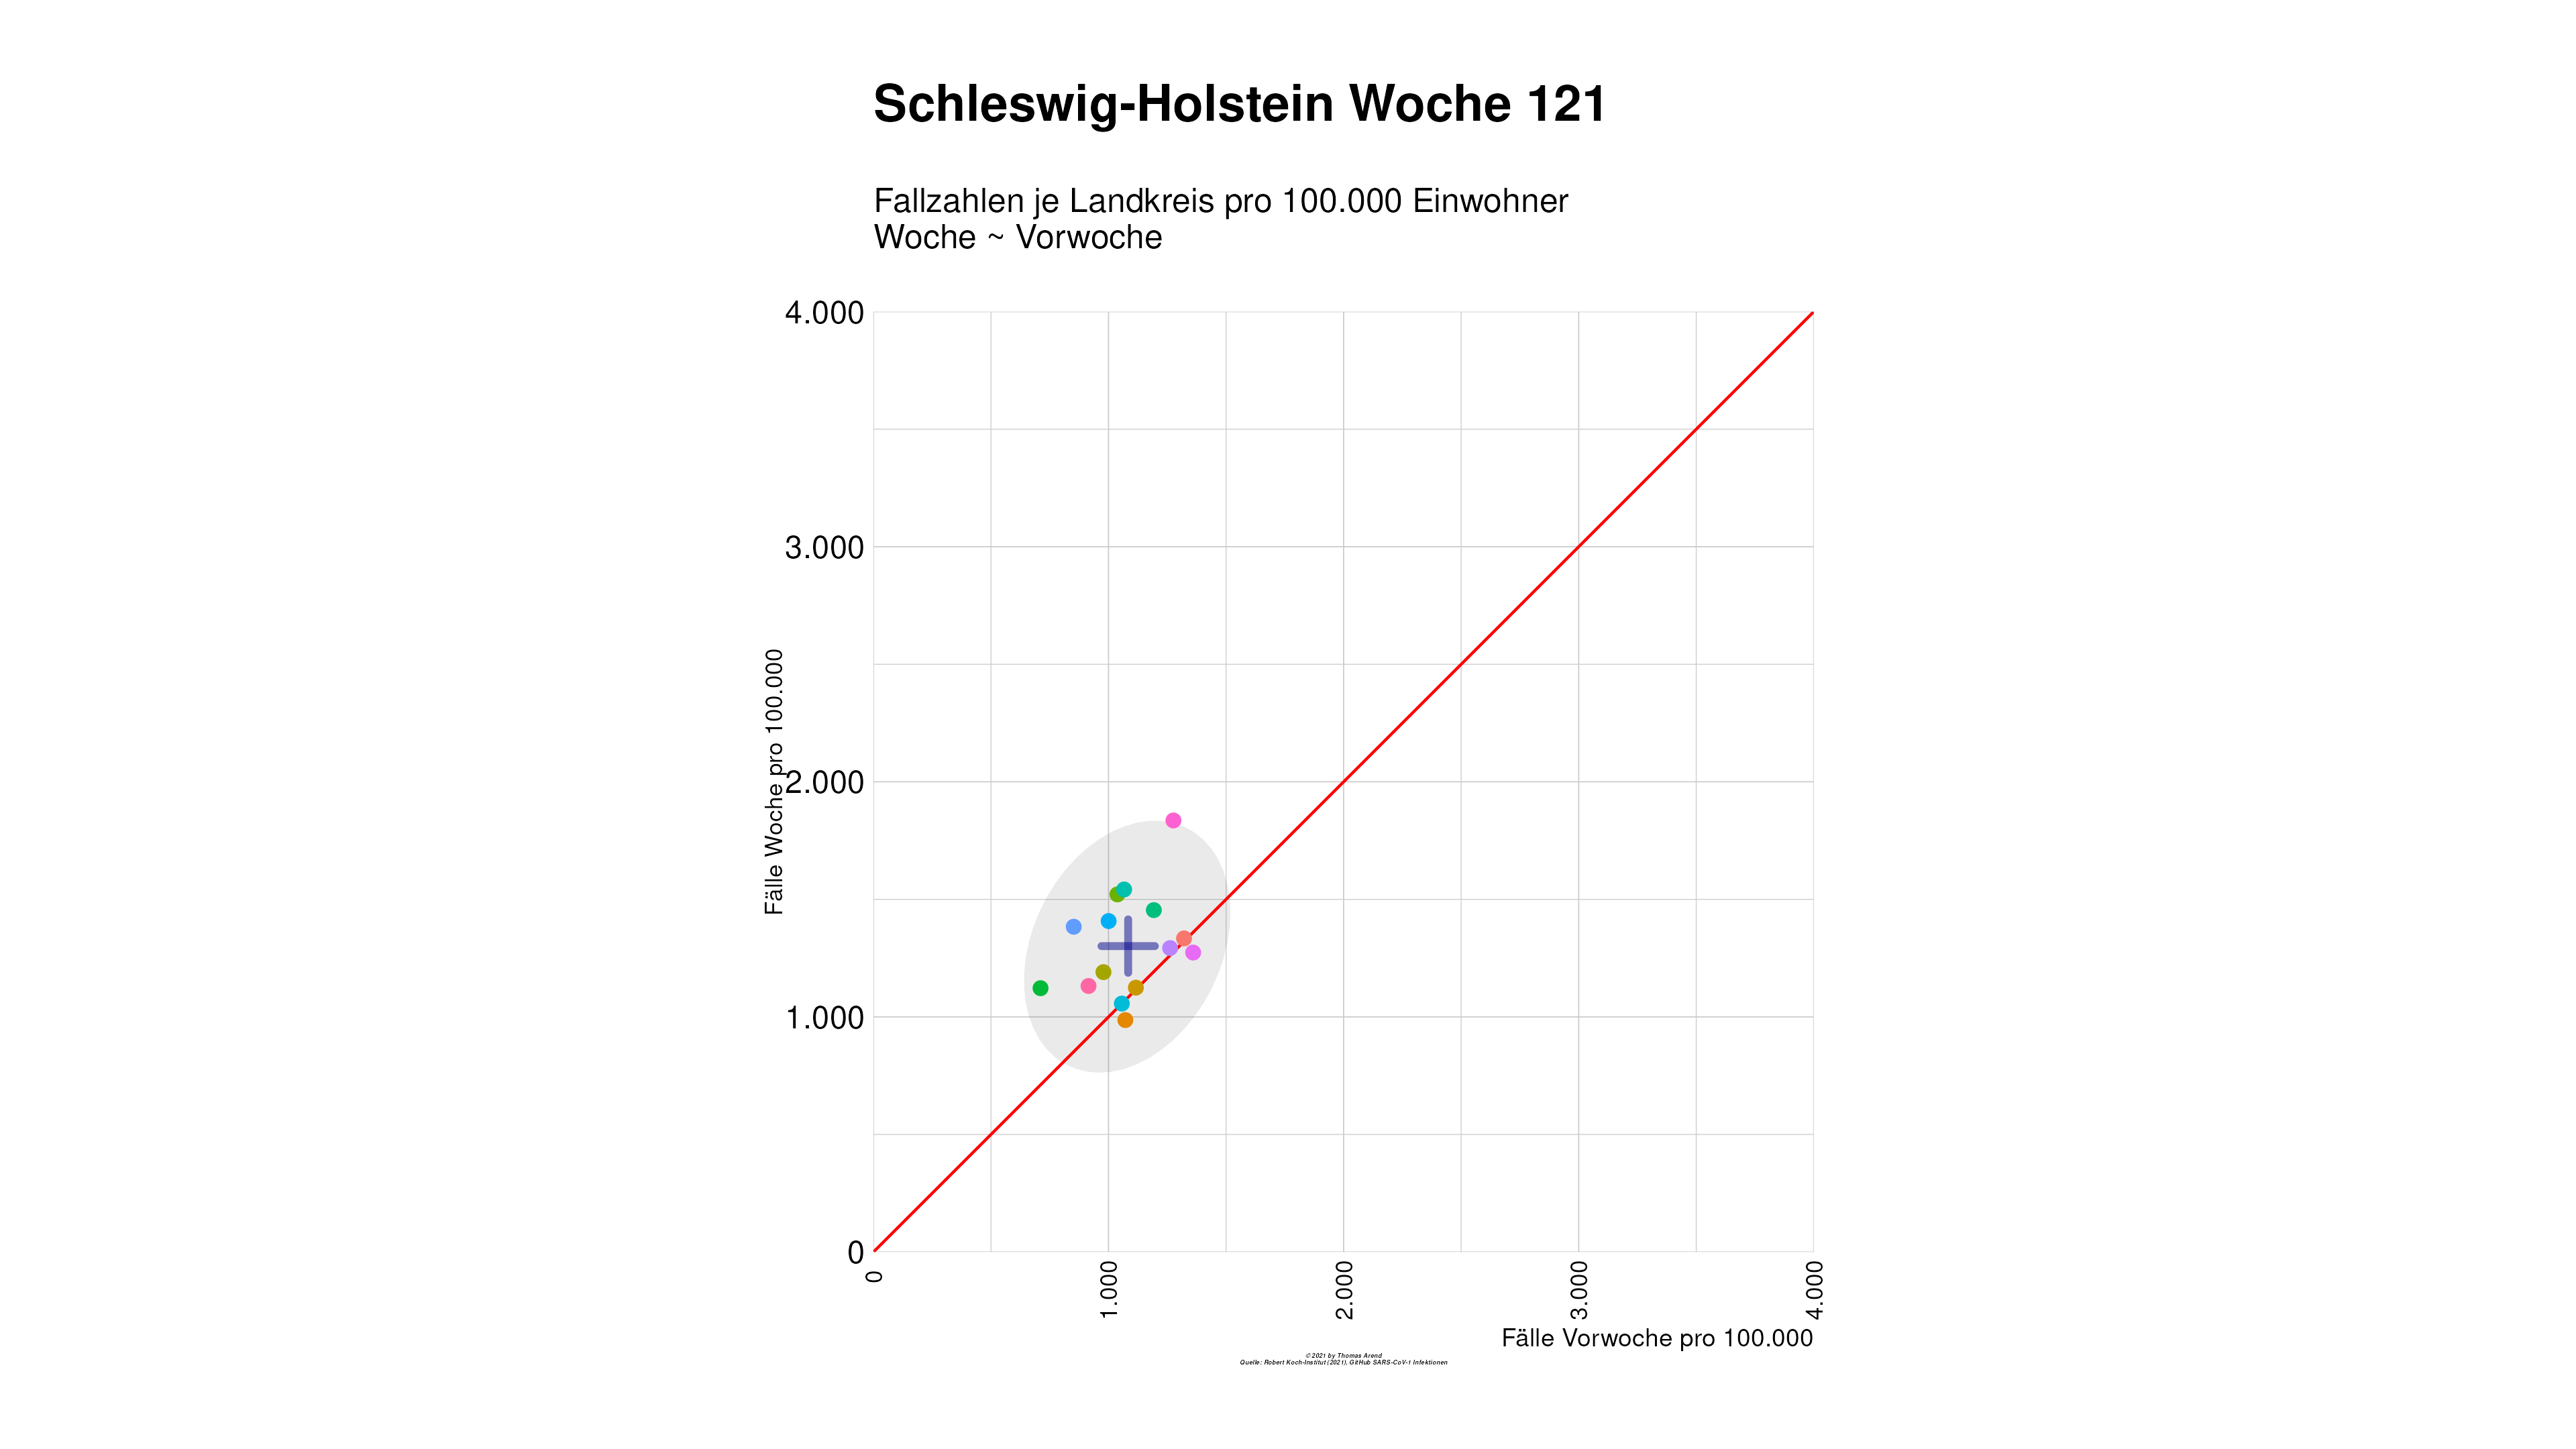 Schleswig-Holstein Woche 121
Fallzahlen je Landkreis pro 100.000 Einwohner
Woche ~ Vorwoche
4.000
3.000
2.000
1.000
0
Fälle Woche pro 100.000
0
1.000
2.000
3.000
4.000
Fälle Vorwoche pro 100.000
© 2021 by Thomas Arend
Quelle: Robert Koch-Institut (2021), GitHub SARS-CoV-1 Infektionen